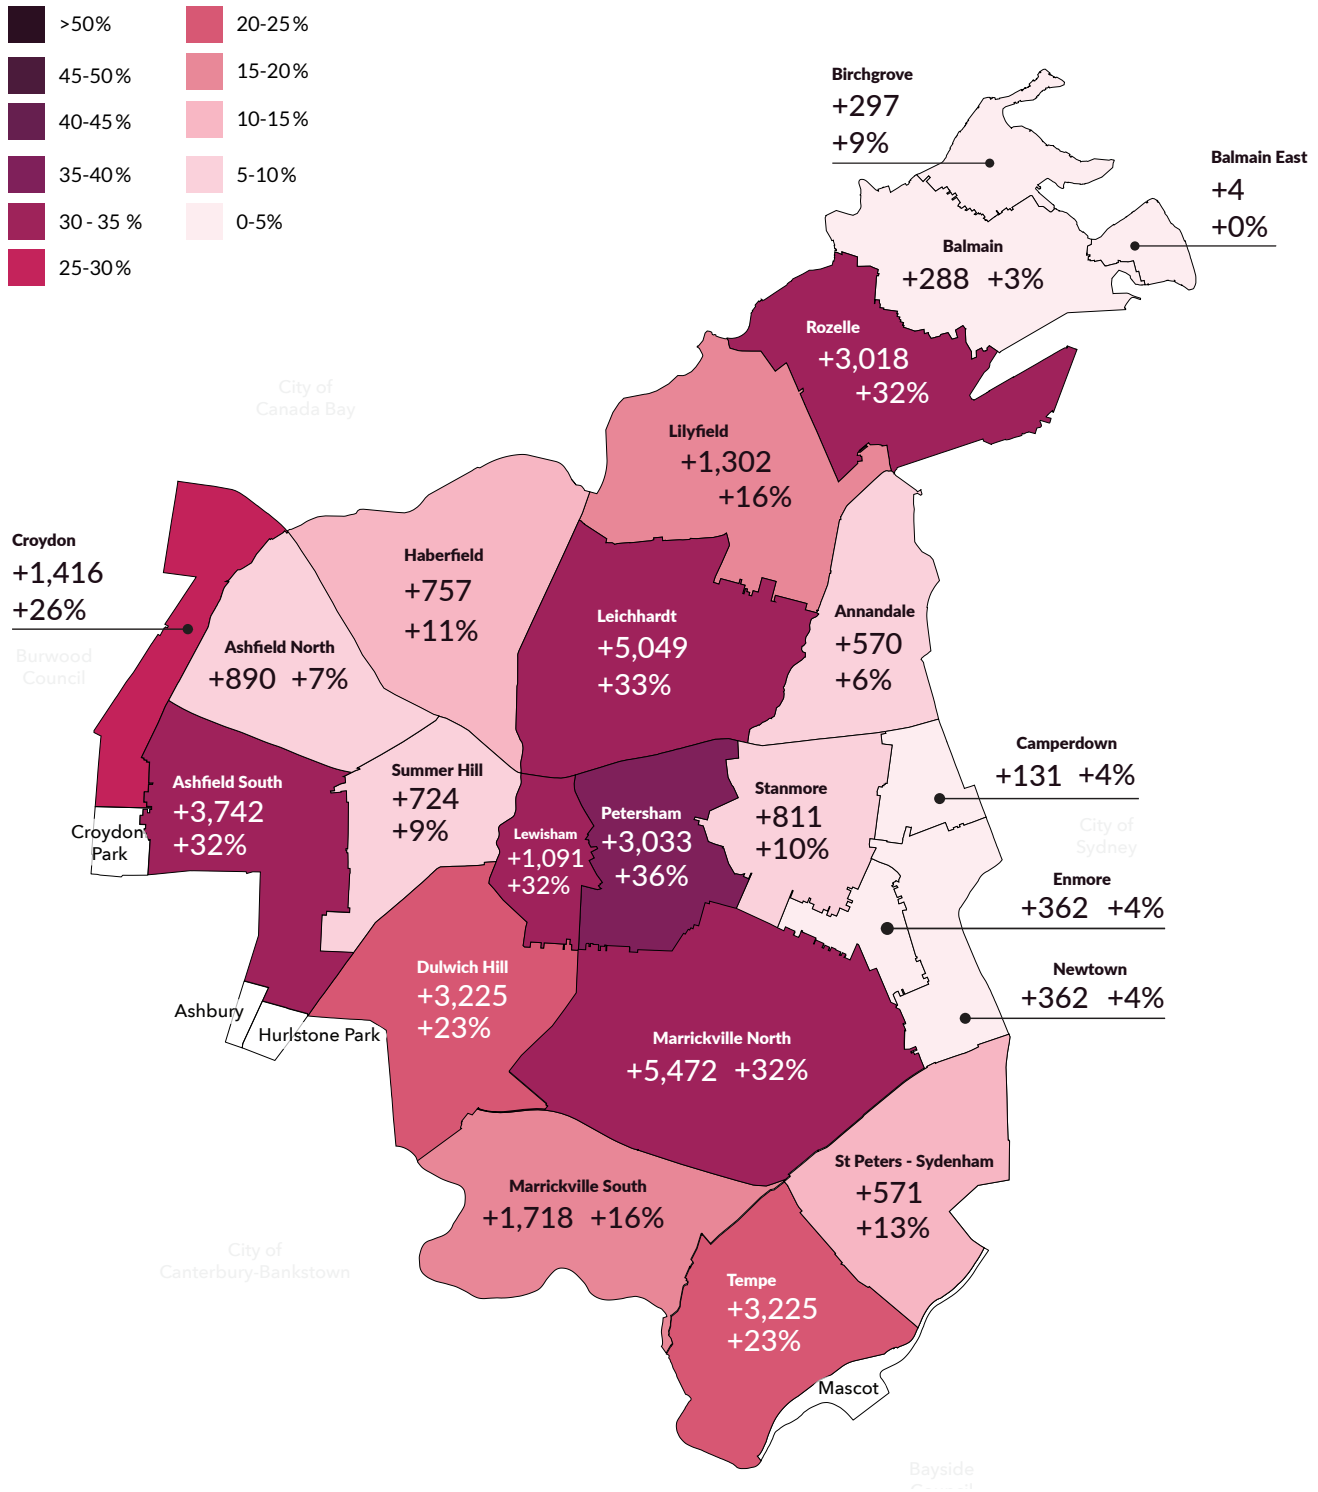 >50%
45-50%
40-45%
35-40%
30 - 35 %
25-30%
20-25%
15-20%
10-15%
5-10%
0-5%
Birchgrove
+297
+9%
Balmain East
+4
+0%
Balmain
+288 +3%
Rozelle
+3,018
+32%
City of
Canada Bay
Lilyfield
+1,302
+16%
Croydon
+1,416
+26%
Haberfield
+757
+11%
Leichhardt
+5,049
+33%
Annandale
+570
+6%
Burwood
Council
Ashfield North
+890 +7%
Ashfield South
+3,742
+32%
Summer Hill
+724
+9%
Lewisham
+1,091
+32%
Petersham
+3,033
+36%
Stanmore
+811
+10%
Camperdown
+131 +4%
City of
Sydney
Enmore
+362 +4%
Newtown
+362 +4%
Croydon
Park
Ashbury
Hurlstone Park
Dulwich Hill
+3,225
+23%
Marrickville North
+5,472 +32%
St Peters - Sydenham
+571
+13%
Marrickville South
+1,718 +16%
City of
Canterbury-Bankstown
Tempe
+3,225
+23%
Mascot
Bayside
Council